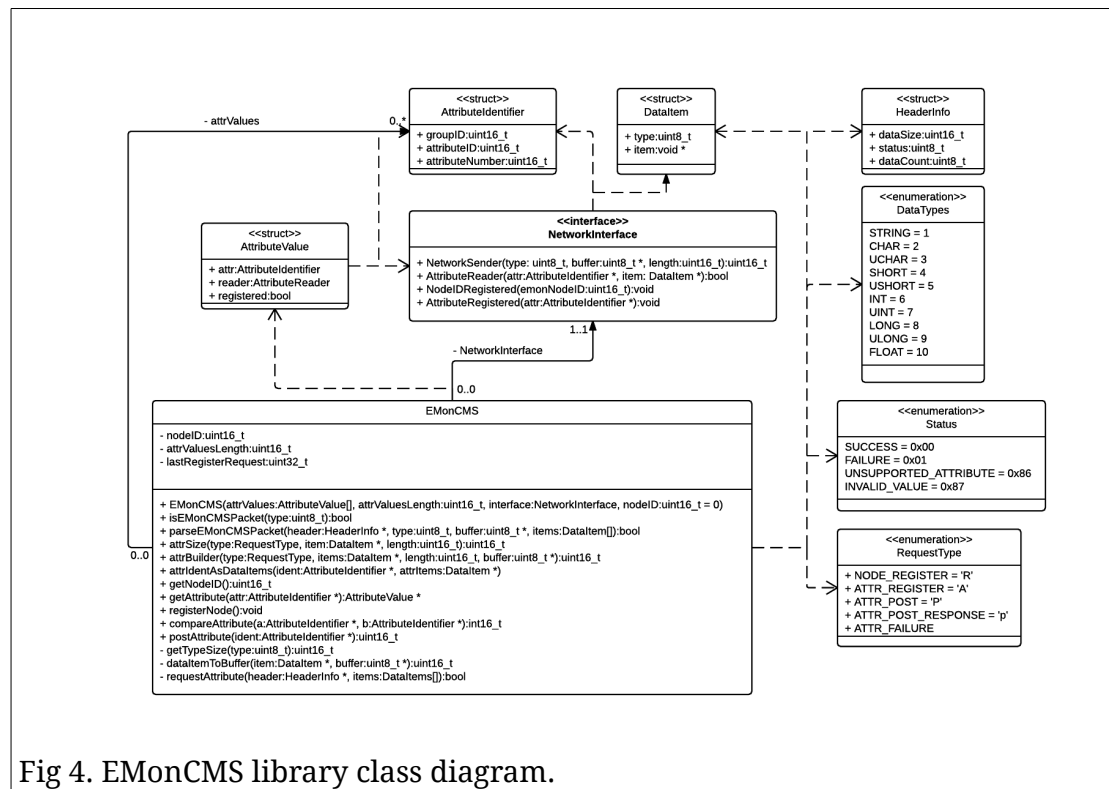 - attrValues
0..*
<<struct>>
AttributeIdentifier
+ groupID:uint16_t
+ attributeID:uint16_t
+ attributeNumber:uint16_t
<<struct>>
DataItem
+ type:uint8_t
+ item:void *
<<struct>>
HeaderInfo
+ dataSize:uint16_t
+ status:uint8_t
+ dataCount:uint8_t
<<enumeration>>
DataTypes
STRING = 1
CHAR = 2
UCHAR = 3
SHORT = 4
USHORT = 5
INT = 6
UINT = 7
LONG = 8
ULONG = 9
FLOAT = 10
<<struct>>
AttributeValue
+ attr:AttributeIdentifier
+ reader:AttributeReader
+ registered:bool
<<interface>>
NetworkInterface
+ NetworkSender(type: uint8_t, buffer:uint8_t *, length:uint16_t):uint16_t
+ AttributeReader(attr:AttributeIdentifier *, item: DataItem *):bool
+ NodeIDRegistered(emonNodeID:uint16_t):void
+ AttributeRegistered(attr:AttributeIdentifier *):void
1..1
- NetworkInterface
0..0
EMonCMS
- nodeID:uint16_t
- attrValuesLength:uint16_t
- lastRegisterRequest:uint32_t
+ EMonCMS(attrValues:AttributeValue[], attrValuesLength:uint16_t, interface:NetworkInterface, nodeID:uint16_t = 0)
+ isEMonCMSPacket(type:uint8_t):bool
+ parseEMonCMSPacket(header:HeaderInfo *, type:uint8_t, buffer:uint8_t *, items:DataItem[]):bool
+ attrSize(type:RequestType, item:DataItem *, length:uint16_t):uint16_t
+ attrBuilder(type:RequestType, items:DataItem *, length:uint16_t, buffer:uint8_t *):uint16_t
+ attrIdentAsDataItems(ident:AttributeIdentifier *, attrItems:DataItem *)
+ getNodeID():uint16_t
+ getAttribute(attr:AttributeIdentifier *):AttributeValue *
+ registerNode():void
+ compareAttribute(a:AttributeIdentifier *, b:AttributeIdentifier *):int16_t
+ postAttribute(ident:AttributeIdentifier *):uint16_t
- getTypeSize(type:uint8_t):uint16_t
- dataItemToBuffer(item:DataItem *, buffer:uint8_t *):uint16_t
- requestAttribute(header:HeaderInfo *, items:DataItems[]):bool
0..0
<<enumeration>>
Status
SUCCESS = 0x00
FAILURE = 0x01
UNSUPPORTED_ATTRIBUTE = 0x86
INVALID_VALUE = 0x87
<<enumeration>>
RequestType
+ NODE_REGISTER = 'R'
+ ATTR_REGISTER = 'A'
+ ATTR_POST = 'P'
+ ATTR_POST_RESPONSE = 'p'
+ ATTR_FAILURE
Fig 4. EMonCMS library class diagram.